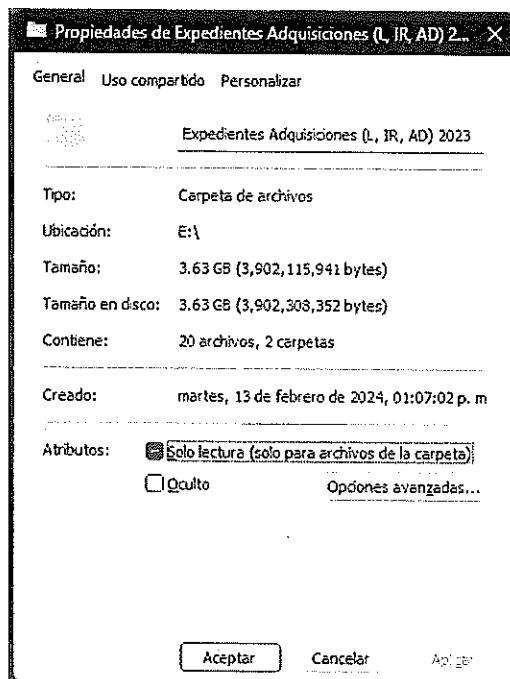 Propiedades de Expedientes Adquisiciones (L, IR, AD) 2... ✕
General Uso compartido Personalizar
Expedientes Adquisiciones (L, IR, AD) 2023
Tipo: Carpeta de archivos
Ubicación: E:\
Tamaño: 3.63 GB (3,902,115,941 bytes)
Tamaño en disco: 3.63 GB (3,902,308,352 bytes)
Contiene: 20 archivos, 2 carpetas
Creado: martes, 13 de febrero de 2024, 01:07:02 p. m
Atributos: Solo lectura (solo para archivos de la carpeta)
Oculto Opciones avanzadas...
Aceptar Cancelar Aplicar